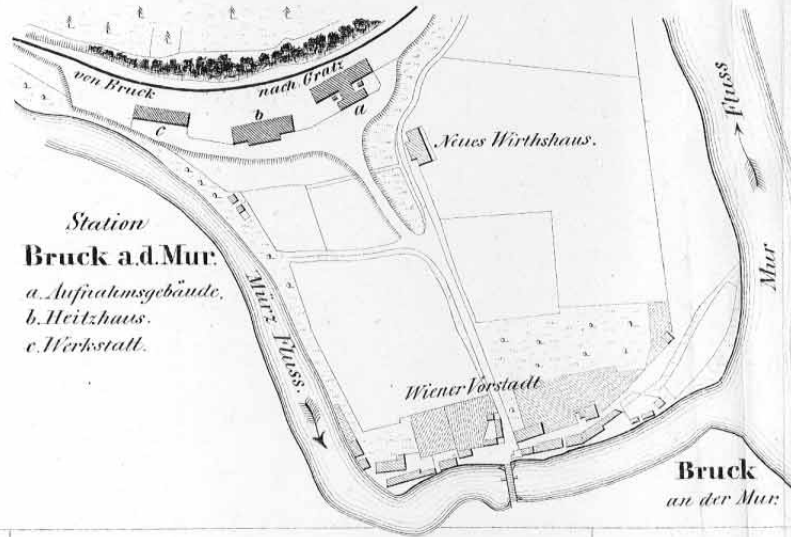 von Bruck
nach Gratz
a
b
c
Neues Wirthshaus.
Fluss
Mur
Station
Bruck a.d. Mur.
a. Aufnahmsgebäude.
b. Heitzhaus.
c. Werkstatt.
Mürz Fluss.
Wiener Vorstadt
Bruck
an der Mur.